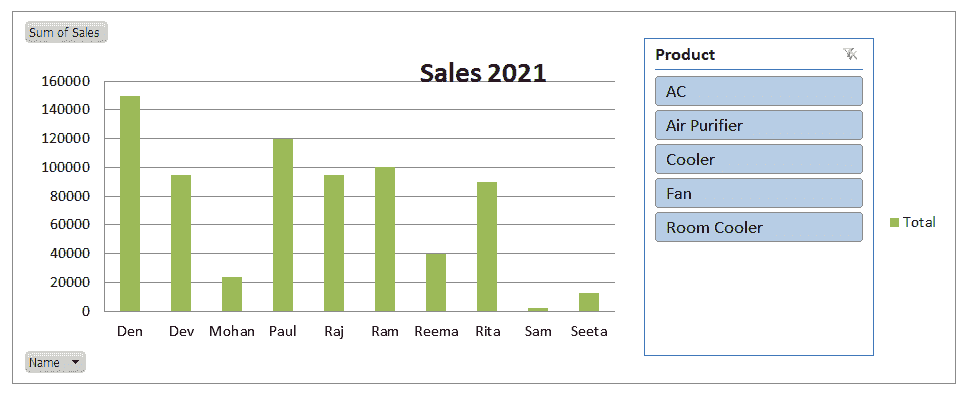 Sum of Sales
Sales 2021
160000
140000
120000
100000
80000
60000
40000
20000
0
Den Dev Mohan Paul Raj Ram Reema Rita Sam Seeta
Name
Product
AC
Air Purifier
Cooler
Fan
Room Cooler
Total